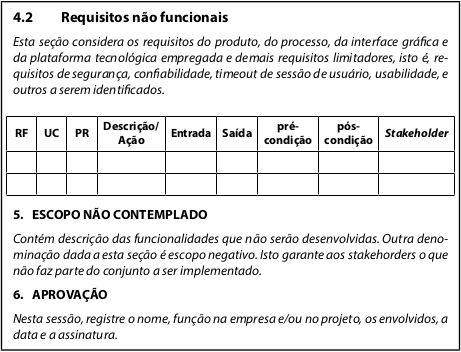 4.2 Requisitos não funcionais
Esta seção considera os requisitos do produto, do processo, da interface gráfica e
da plataforma tecnológica empregada e demais requisitos limitadores, isto é, re-
quisitos de segurança, confiabilidade, timeout de sessão de usuário, usabilidade, e
outros a serem identificados.
RF UC PR Descrição/ Ação Entrada Saída pré- condição pós- condição Stakeholder
5. ESCOPO NÃO CONTEMPLADO
Contém descrição das funcionalidades que não serão desenvolvidas. Outra deno-
minação dada a esta seção é escopo negativo. Isto garante aos stakehorders o que
não faz parte do conjunto a ser implementado.
6. APROVAÇÃO
Nesta sessão, registre o nome, função na empresa e/ou no projeto, os envolvidos, a
data e a assinatura.